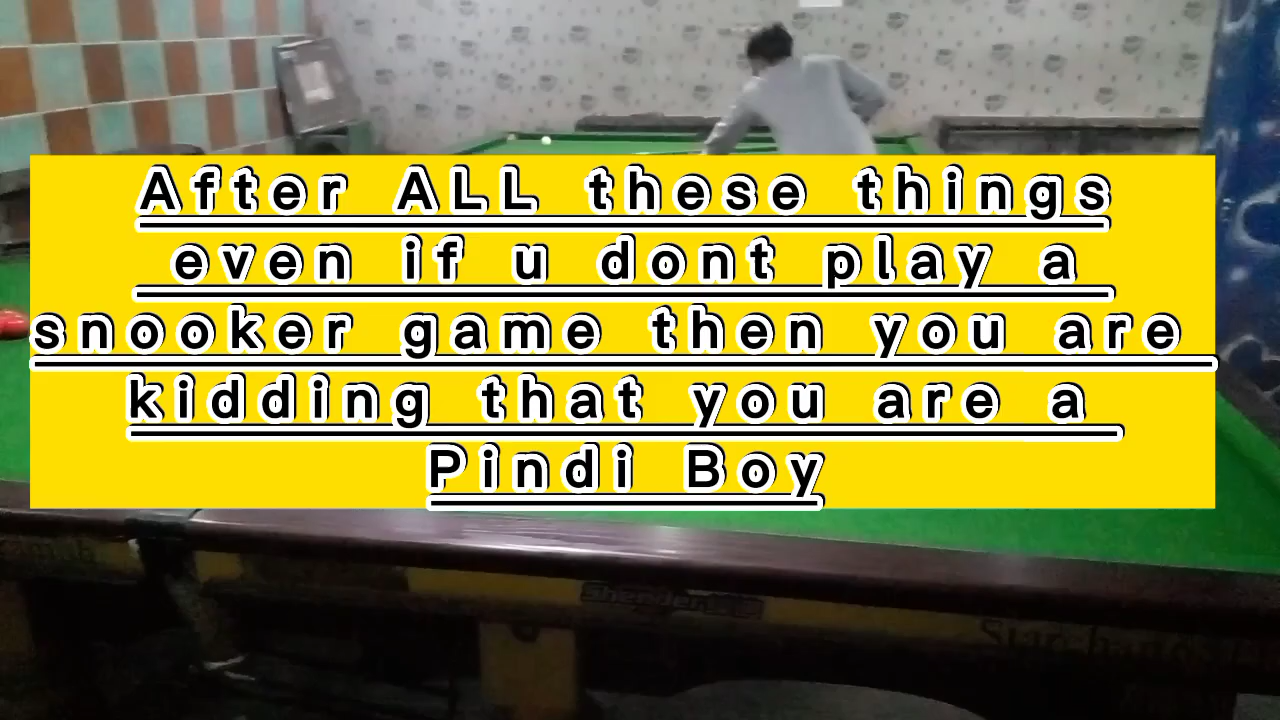 After ALL these things
even if u dont play a
snooker game then you are
kidding that you are a
Pindi Boy
Shender